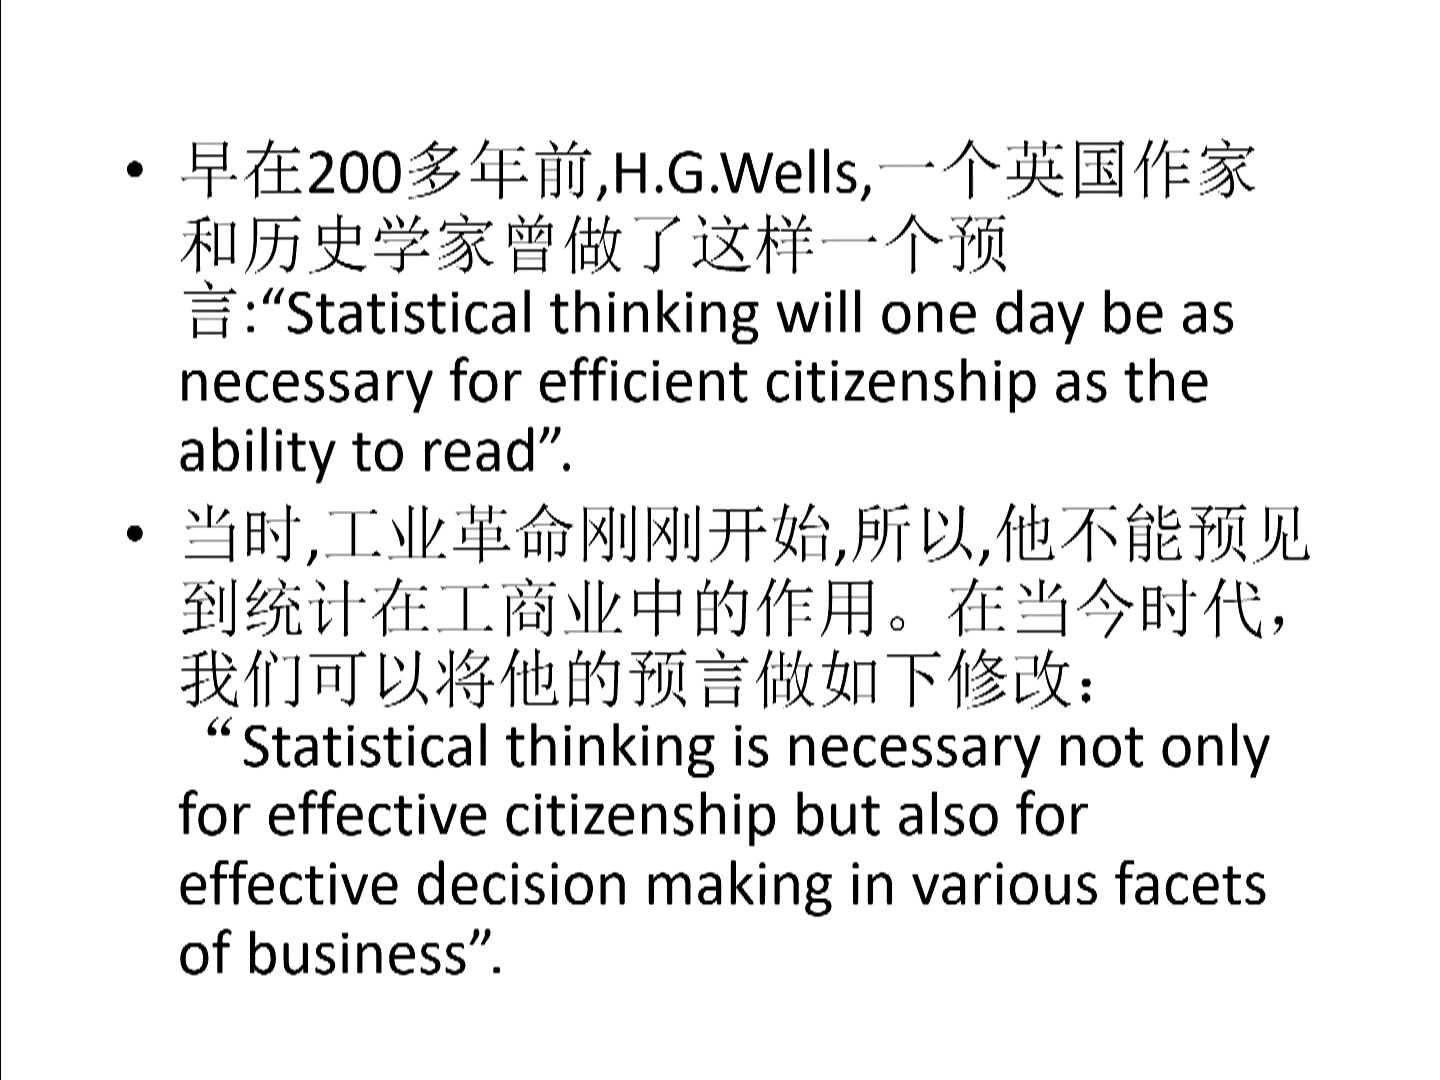 • 早在200多年前,H.G.Wells,一个英国作家
和历史学家曾做了这样一个预
言:“Statistical thinking will one day be as
necessary for efficient citizenship as the
ability to read”.
• 当时,工业革命刚刚开始,所以,他不能预见
到统计在工商业中的作用。在当今时代，
我们可以将他的预言做如下修改：
“Statistical thinking is necessary not only
for effective citizenship but also for
effective decision making in various facets
of business”.